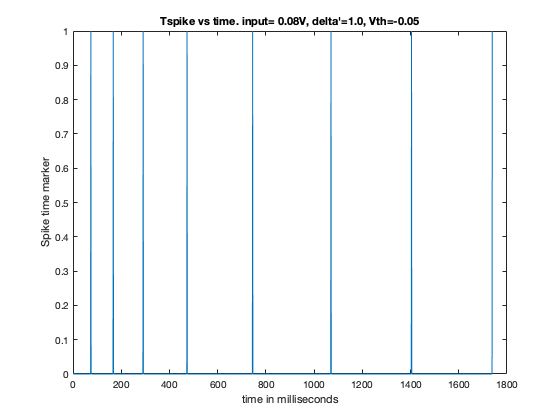 Tspike vs time. input= 0.08V, delta'=1.0, Vth=-0.05
1
0.9
0.8
0.7
0.6
0.5
0.4
0.3
0.2
0.1
0
Spike time marker
0 200 400 600 800 1000 1200 1400 1600 1800
time in milliseconds